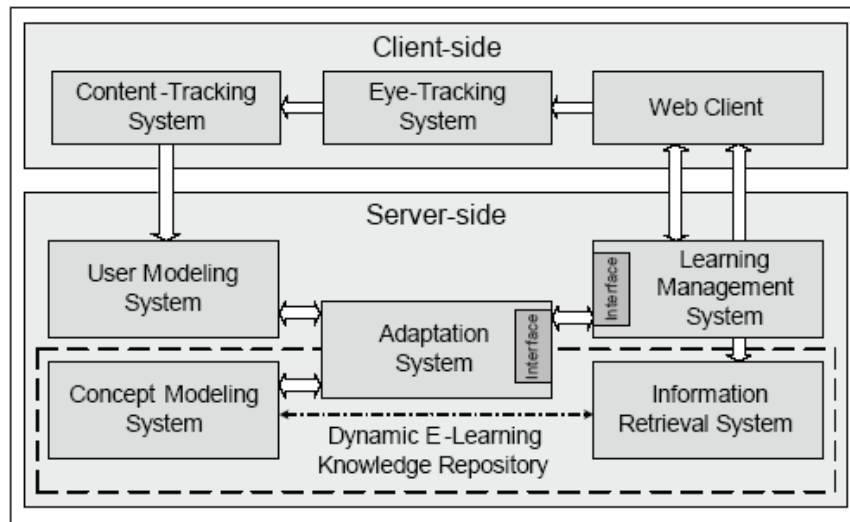 Client-side
Content-Tracking
System
Eye-Tracking
System
Web Client
Server-side
User Modeling
System
Adaptation
System
Interface
Interface
Learning
Management
System
Concept Modeling
System
Dynamic E-Learning
Knowledge Repository
Information
Retrieval System